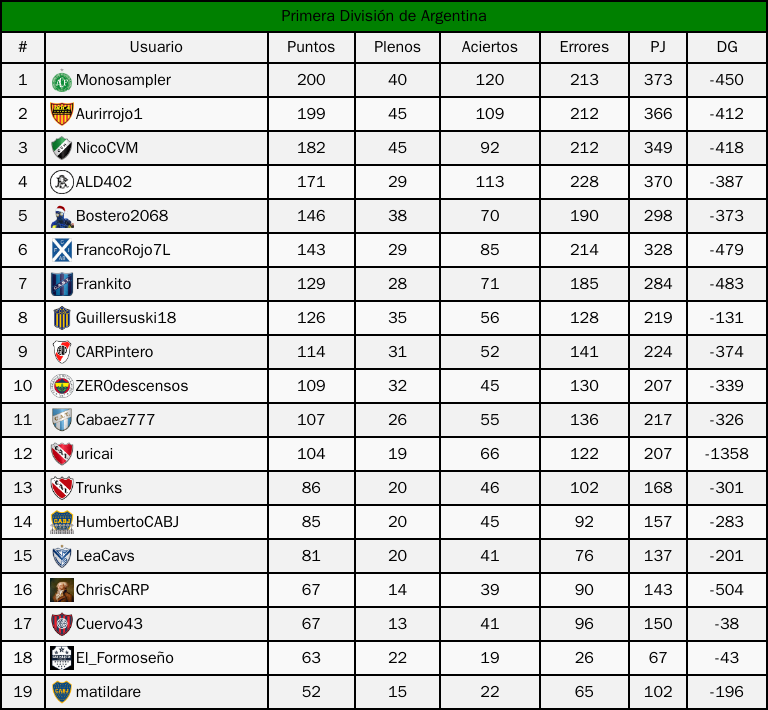 Primera División de Argentina
# Usuario Puntos Plenos Aciertos Errores PJ DG
1 Monosampler 200 40 120 213 373 -450
2 Aurirrojo1 199 45 109 212 366 -412
3 NicoCVM 182 45 92 212 349 -418
4 ALD402 171 29 113 228 370 -387
5 Bostero2068 146 38 70 190 298 -373
6 FrancoRojo7L 143 29 85 214 328 -479
7 Frankito 129 28 71 185 284 -483
8 Guillersuski18 126 35 56 128 219 -131
9 CARPintero 114 31 52 141 224 -374
10 ZER0descensos 109 32 45 130 207 -339
11 Cabaez777 107 26 55 136 217 -326
12 uricai 104 19 66 122 207 -1358
13 Trunks 86 20 46 102 168 -301
14 HumbertoCABJ 85 20 45 92 157 -283
15 LeaCavs 81 20 41 76 137 -201
16 ChrisCARP 67 14 39 90 143 -504
17 Cuervo43 67 13 41 96 150 -38
18 El_Formoseño 63 22 19 26 67 -43
19 matildare 52 15 22 65 102 -196